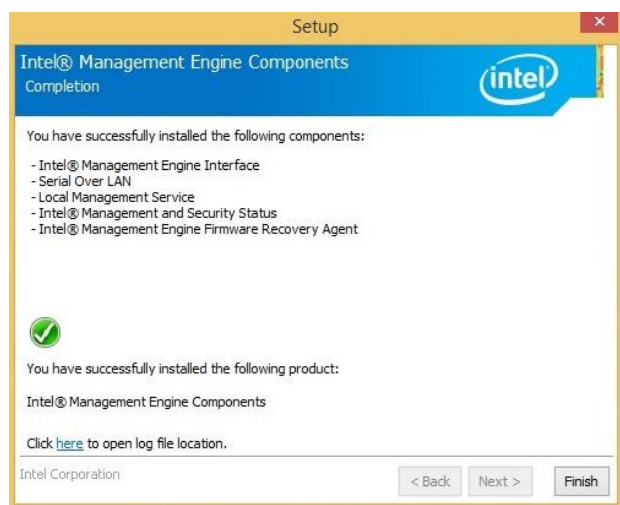 Setup
Intel® Management Engine Components
Completion
intel
You have successfully installed the following components:
- Intel® Management Engine Interface
- Serial Over LAN
- Local Management Service
- Intel® Management and Security Status
- Intel® Management Engine Firmware Recovery Agent
You have successfully installed the following product:
Intel® Management Engine Components
Click here to open log file location.
Intel Corporation
< Back Next > Finish